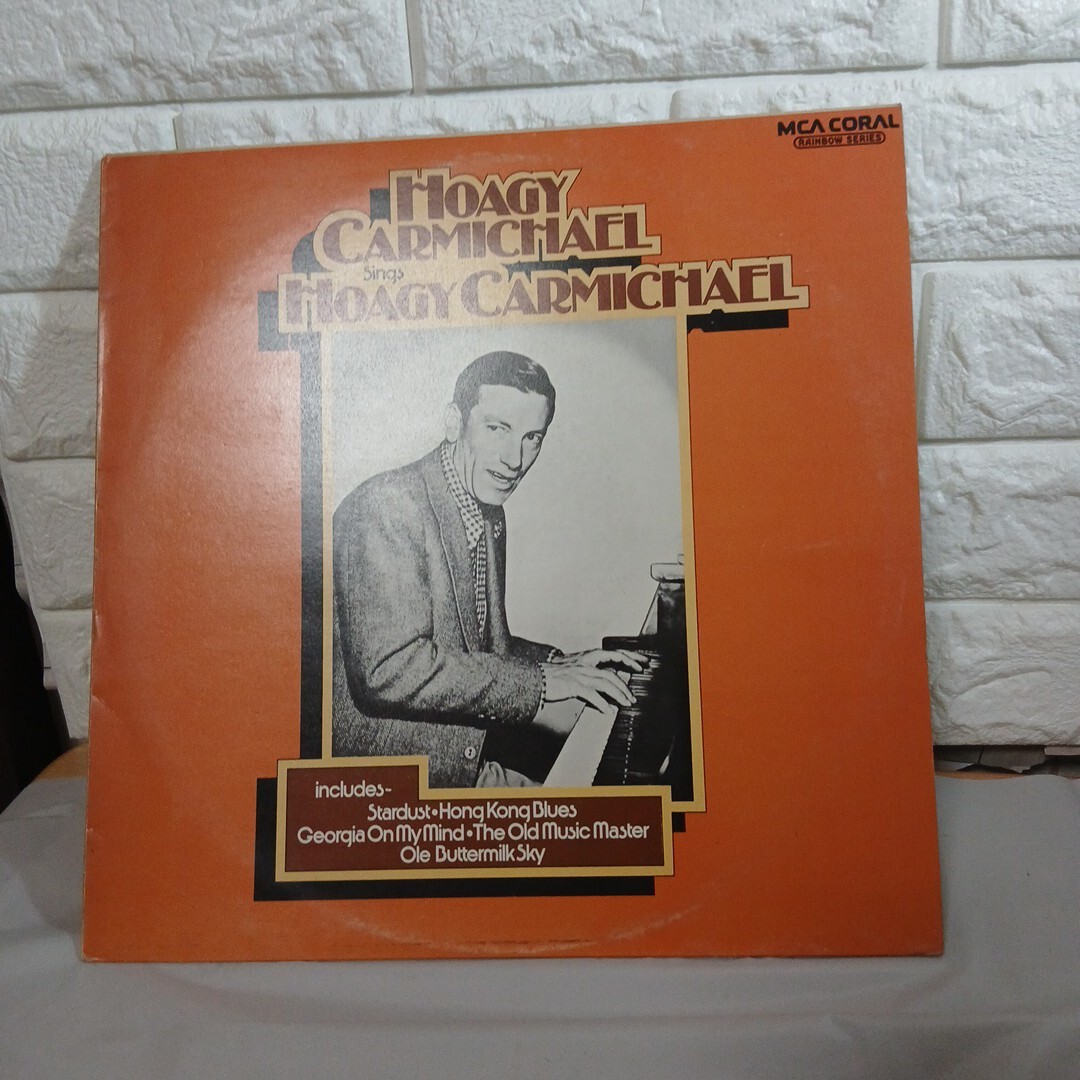 MCA CORAL
RAINBOW SERIES
HOAGY
CARMICHAEL
Sings
HOAGY CARMICHAEL
includes-
Stardust • Hong Kong Blues
Georgia On My Mind • The Old Music Master
Ole Buttermilk Sky